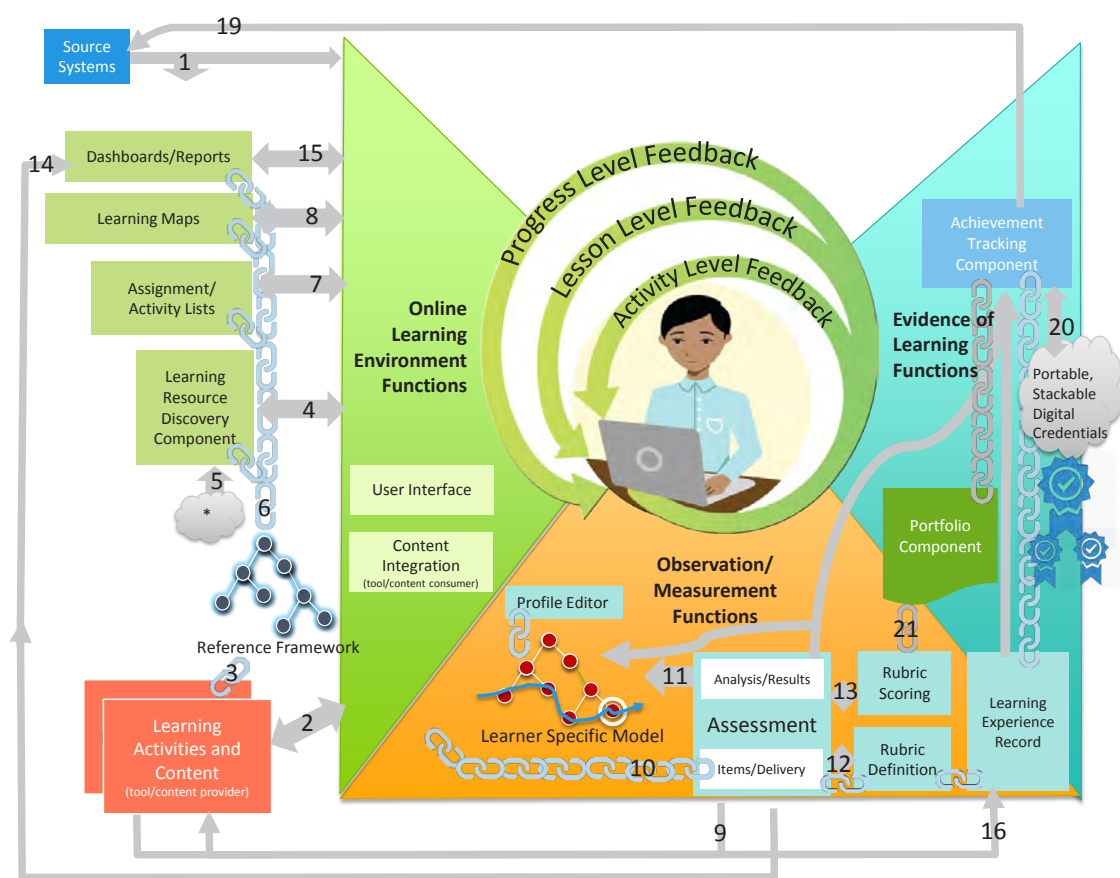 19
Source
Systems
1
14
Dashboards/Reports
15
Learning Maps
8
Assignment/
Activity Lists
7
Learning
Resource
Discovery
Component
4
5
*
6
Reference Framework
3
Learning
Activities and
Content
(tool/content provider)
2
Online
Learning
Environment
Functions
User Interface
Content
Integration
(tool/content consumer)
Progress Level Feedback
Lesson Level Feedback
Activity Level Feedback
Evidence of
Learning
Functions
Achievement
Tracking
Component
20
Portable,
Stackable
Digital
Credentials
Portfolio
Component
21
Observation/
Measurement
Functions
Profile Editor
Learner Specific Model
11
Analysis/Results
Assessment
Items/Delivery
10
13
Rubric
Scoring
12
Rubric
Definition
Learning
Experience
Record
9
16